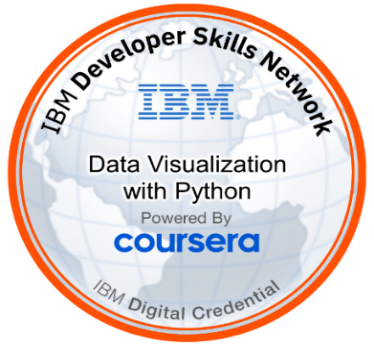 IBM Developer Skills Network
IBM
Data Visualization
with Python
Powered By
coursera
IBM Digital Credential